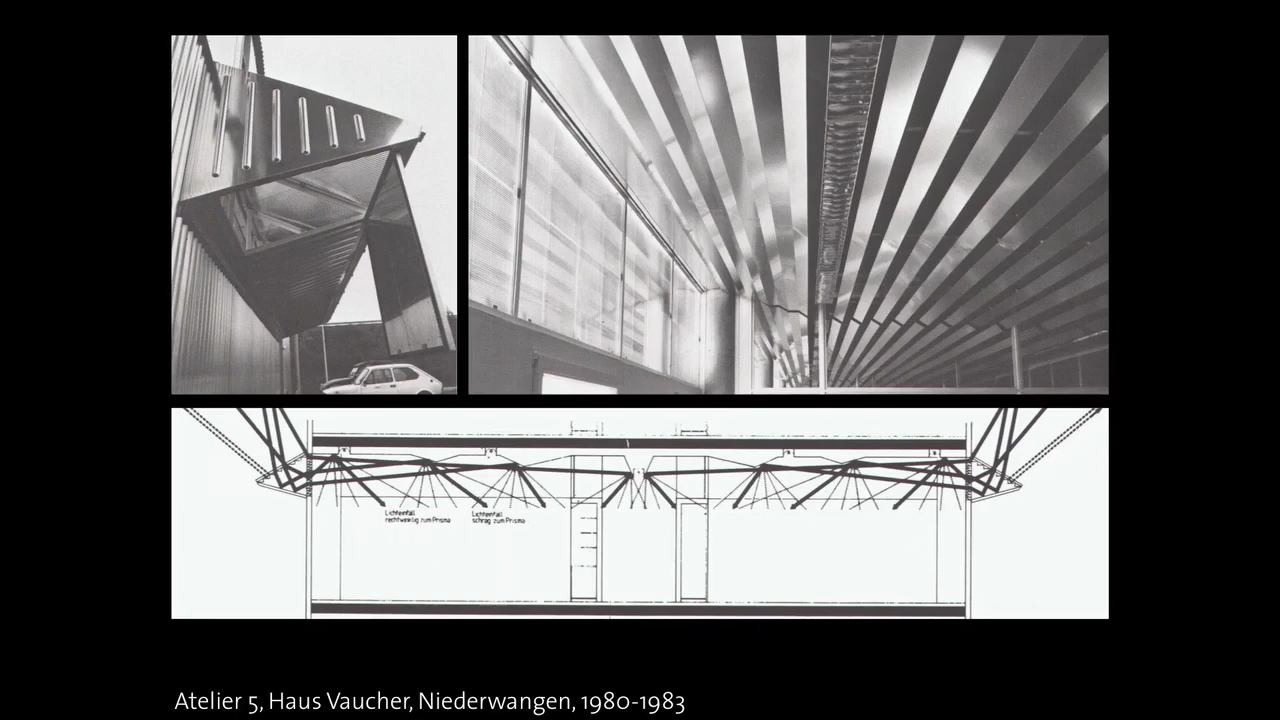 Lichteinfall
rechtwinklig zum Prisma
Lichteinfall
schräg zum Prisma
Atelier 5, Haus Vaucher, Niederwangen, 1980-1983